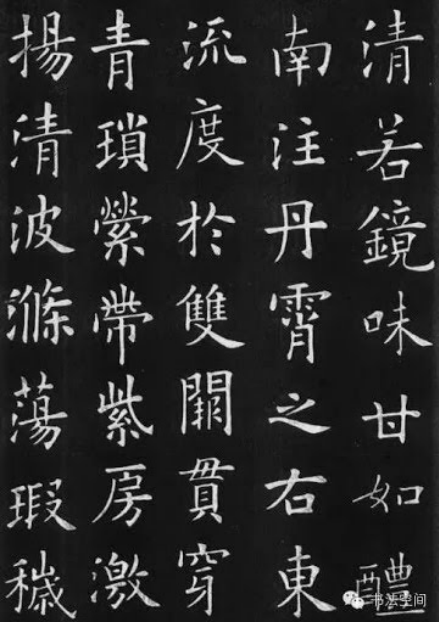 清若鏡味甘如醴
南注丹霄之右東
流度於雙闕貫穿
青瑣縈帶紫房激
揚清波滌蕩瑕穢
书法空间